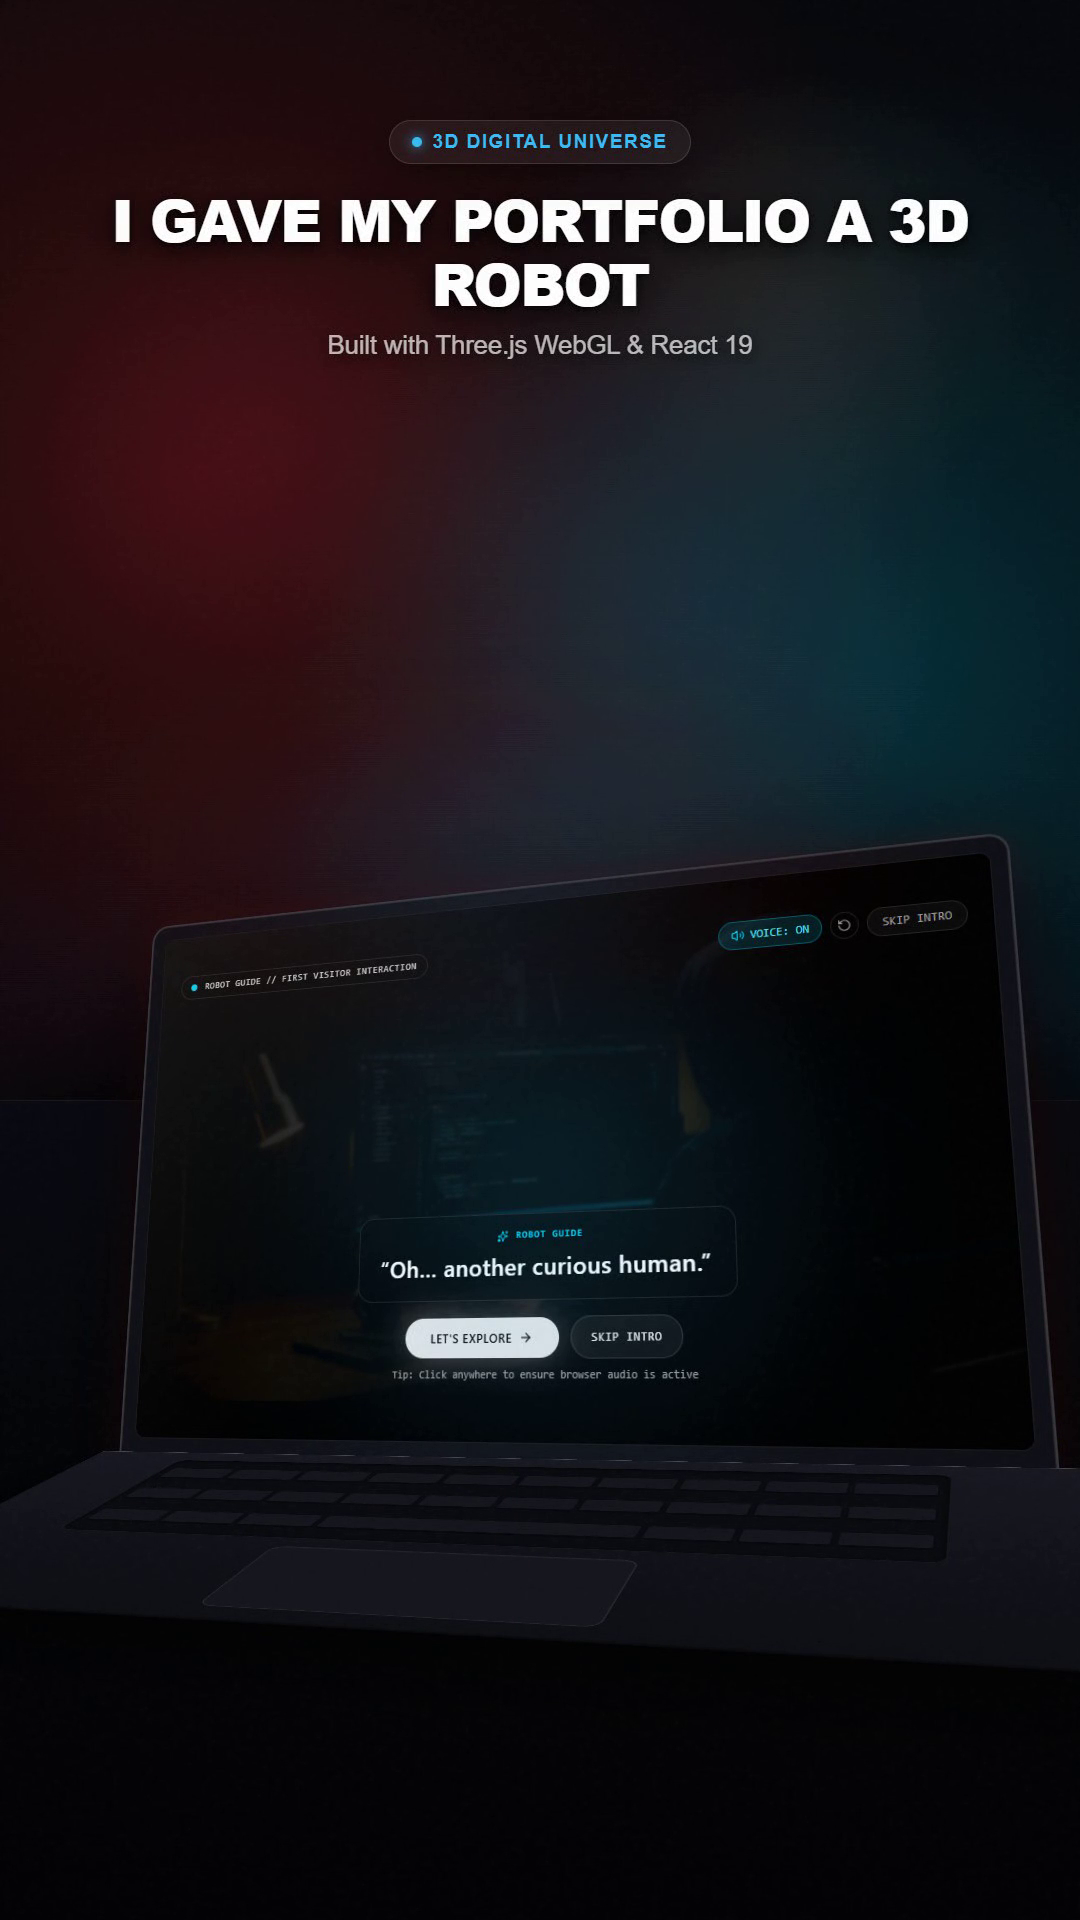 3D DIGITAL UNIVERSE
I GAVE MY PORTFOLIO A 3D
ROBOT
Built with Three.js WebGL & React 19
VOICE: ON
SKIP INTRO
ROBOT GUIDE // FIRST VISITOR INTERACTION
ROBOT GUIDE
“Oh... another curious human.”
LET'S EXPLORE →
SKIP INTRO
Tip: Click anywhere to ensure browser audio is active